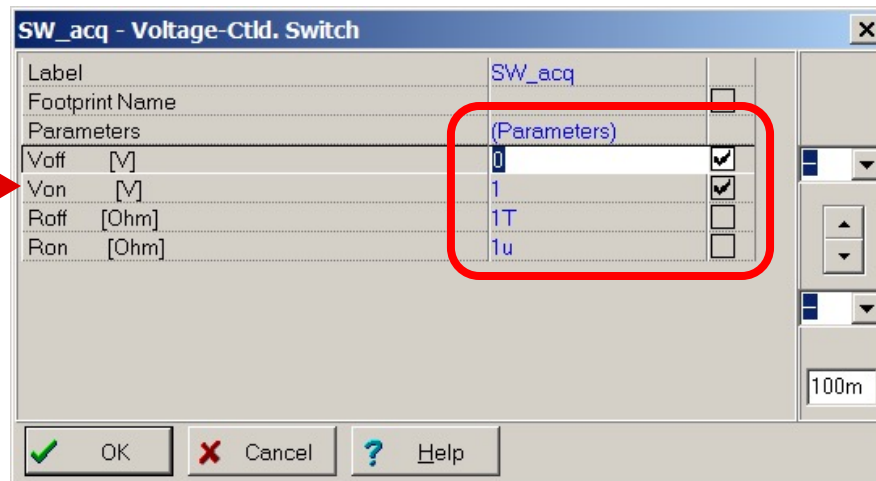 SW_acq - Voltage-Ctld. Switch
Label SW_acq
Footprint Name
Parameters (Parameters)
Voff [V] 0
Von [V] 1
Roff [Ohm] 1T
Ron [Ohm] 1u
100m
OK Cancel ? Help